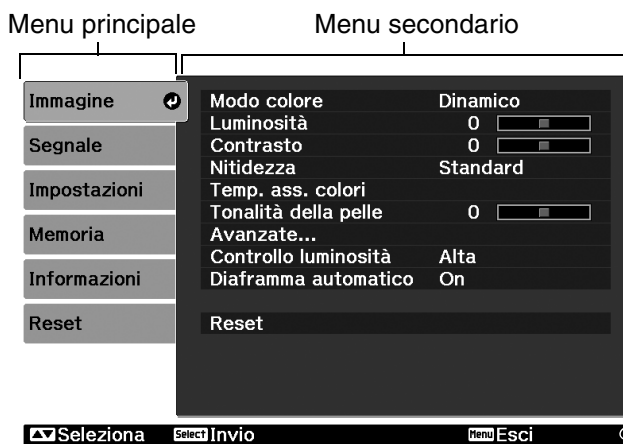 Menu principale Menu secondario
Immagine
Segnale
Impostazioni
Memoria
Informazioni
Reset
Modo colore Dinamico
Luminosità 0
Contrasto 0
Nitidezza Standard
Temp. ass. colori
Tonalità della pelle 0
Avanzate...
Controllo luminosità Alta
Diaframma automatico On
Reset
Seleziona Select Invio Menu Esci